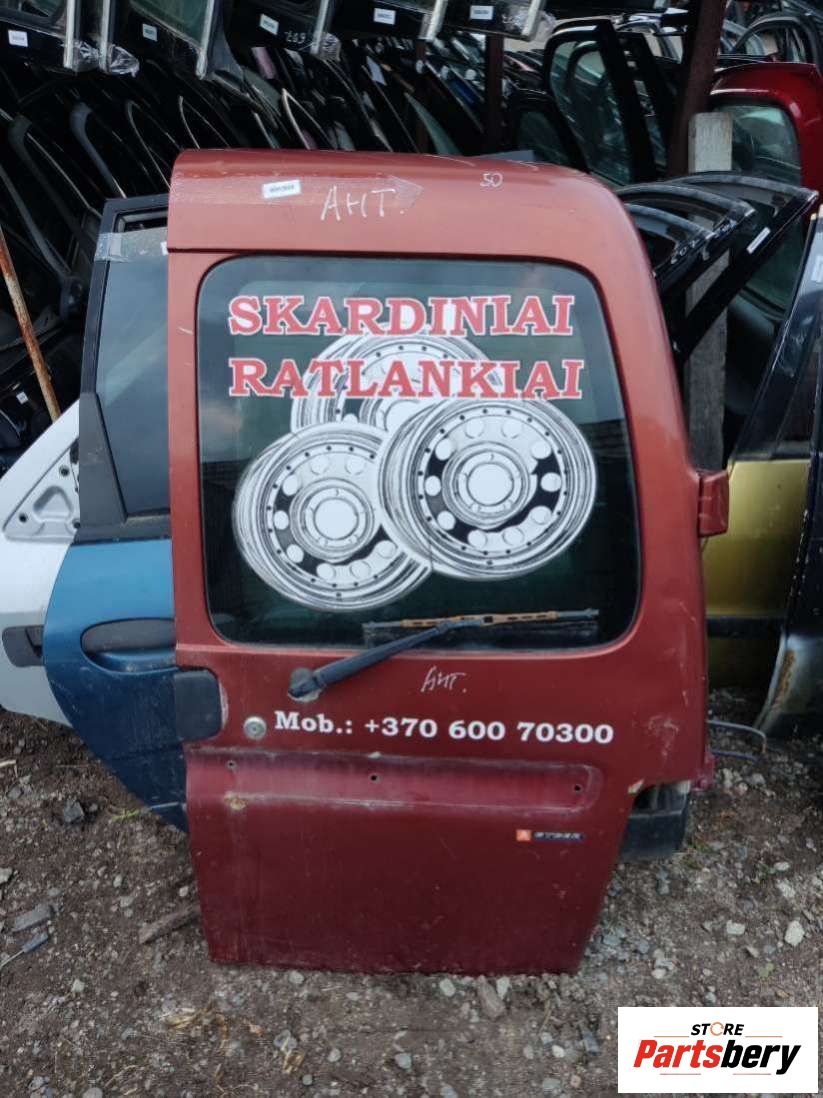 50
АНТ.
SKARDINIAI
RATLANKIAI
АНТ.
Mob.: +370 600 70300
STORE
Partsbery